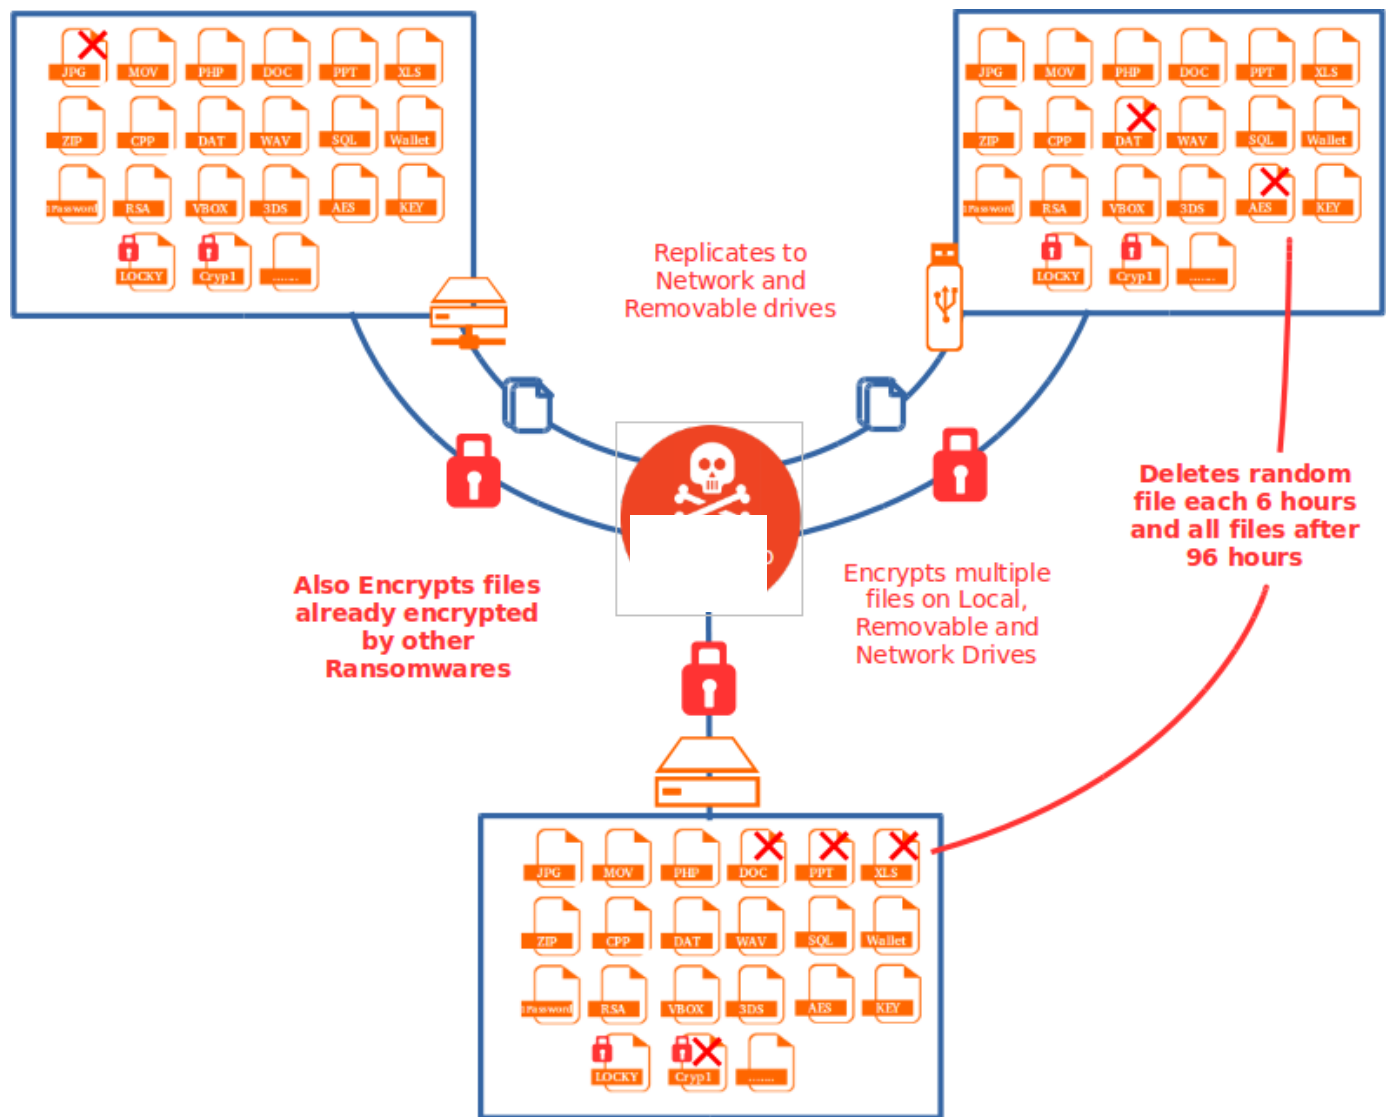 JPG MOV PHP DOC PPT XLS
ZIP CPP DAT WAV SQL Wallet
1Password RSA VBOX 3DS AES KEY
LOCKY Cryp1 .......
JPG MOV PHP DOC PPT XLS
ZIP CPP DAT WAV SQL Wallet
1Password RSA VBOX 3DS AES KEY
LOCKY Cryp1 .......
Replicates to
Network and
Removable drives
Deletes random
file each 6 hours
and all files after
96 hours
Also Encrypts files
already encrypted
by other
Ransomwares
Encrypts multiple
files on Local,
Removable and
Network Drives
JPG MOV PHP DOC PPT XLS
ZIP CPP DAT WAV SQL Wallet
1Password RSA VBOX 3DS AES KEY
LOCKY Cryp1 .......